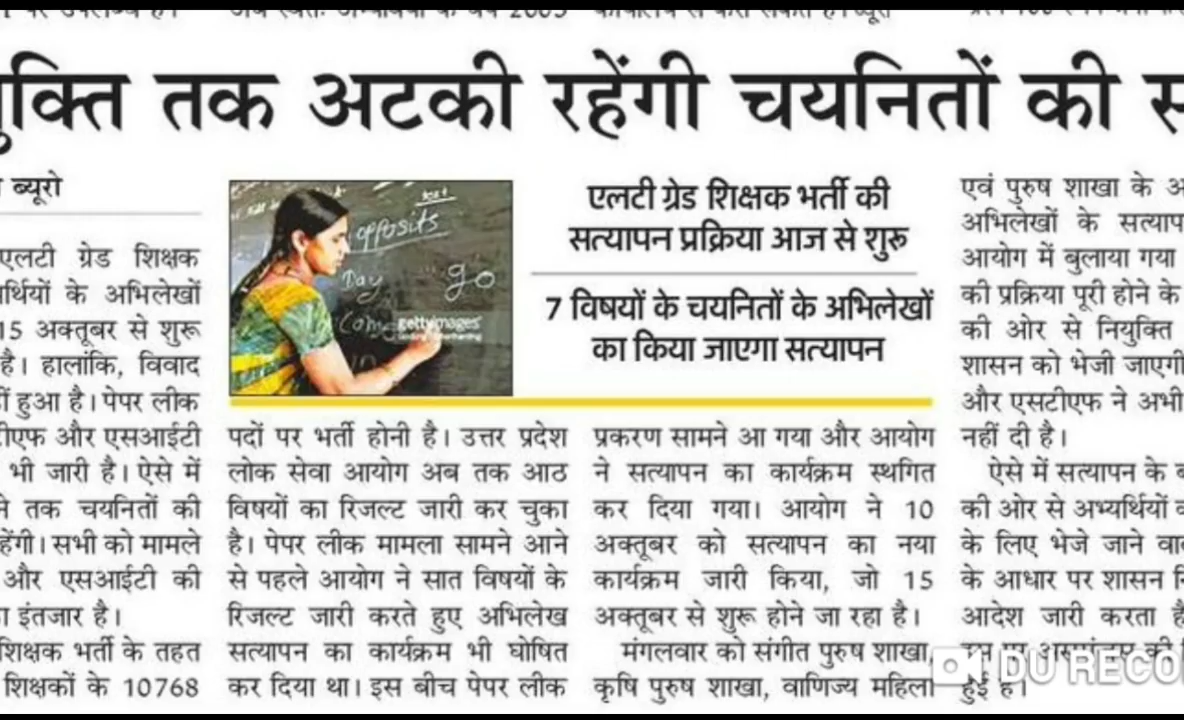 युक्ति तक अटकी रहेंगी चयनितों की स
ब्यूरो
एलटी ग्रेड शिक्षक
र्थियों के अभिलेखों
15 अक्तूबर से शुरू
है। हालांकि, विवाद
हुआ है। पेपर लीक
और एसआईटी
भी जारी है। ऐसे में
तक चयनितों की
सभी को मामले
और एसआईटी की
इंतजार है।
शिक्षक भर्ती के तहत
शिक्षकों के 10768
opposits
Day
go
gettyimages
एलटी ग्रेड शिक्षक भर्ती की
सत्यापन प्रक्रिया आज से शुरू
7 विषयों के चयनितों के अभिलेखों
का किया जाएगा सत्यापन
पदों पर भर्ती होनी है। उत्तर प्रदेश
लोक सेवा आयोग अब तक आठ
विषयों का रिजल्ट जारी कर चुका
है। पेपर लीक मामला सामने आने
से पहले आयोग ने सात विषयों के
रिजल्ट जारी करते हुए अभिलेख
सत्यापन का कार्यक्रम भी घोषित
कर दिया था। इस बीच पेपर लीक
प्रकरण सामने आ गया और आयोग
ने सत्यापन का कार्यक्रम स्थगित
कर दिया गया। आयोग ने 10
अक्तूबर को सत्यापन का नया
कार्यक्रम जारी किया, जो 15
अक्तूबर से शुरू होने जा रहा है।
मंगलवार को संगीत पुरुष शाखा,
कृषि पुरुष शाखा, वाणिज्य महिला
एवं पुरुष शाखा के
अभिलेखों के सत्याप
आयोग में बुलाया गया
की प्रक्रिया पूरी होने के
की ओर से नियुक्ति
शासन को भेजी जाएगी
और एसटीएफ ने अभी
नहीं दी है।
ऐसे में सत्यापन के
की ओर से अभ्यर्थियों
के लिए भेजे जाने वा
के आधार पर शासन
आदेश जारी करता है
हुई है।
DU RECO